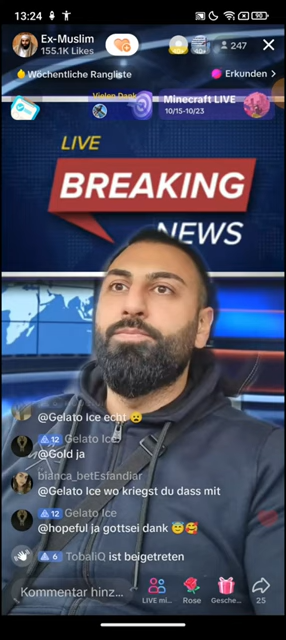 13:24
90
Ex-Muslim
155.1K Likes
247
Wöchentliche Rangliste
Erkunden >
Vielen Dank
Minecraft LIVE
10/15-10/23
LIVE
BREAKING
NEWS
@Gelato Ice echt
12 Gelato Ice
@Gold ja
bianca_betEsfandiar
@Gelato Ice wo kriegst du dass mit
12 Gelato Ice
@hopeful ja gottsei dank 😇🥰
6 TobaliQ ist beigetreten
Kommentar hinz...
LIVE mi...
Rose
Gesche...
25